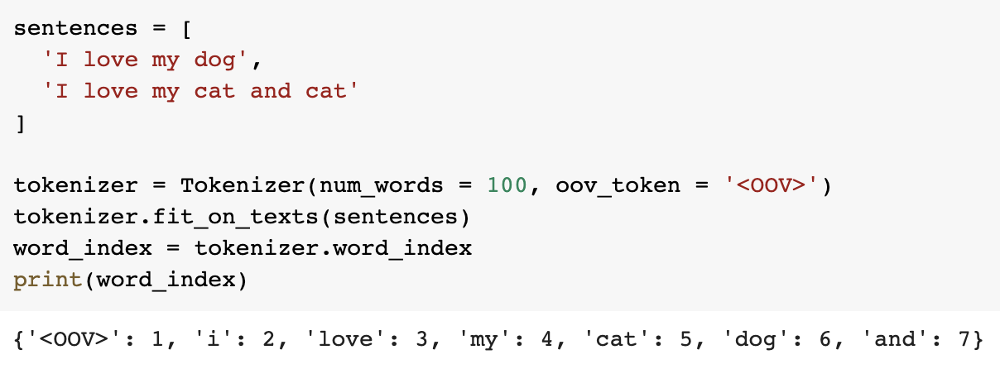 sentences = [
  'I love my dog',
  'I love my cat and cat'
]
tokenizer = Tokenizer(num_words = 100, oov_token = '<OOV>')
tokenizer.fit_on_texts(sentences)
word_index = tokenizer.word_index
print(word_index)
{'<OOV>': 1, 'i': 2, 'love': 3, 'my': 4, 'cat': 5, 'dog': 6, 'and': 7}